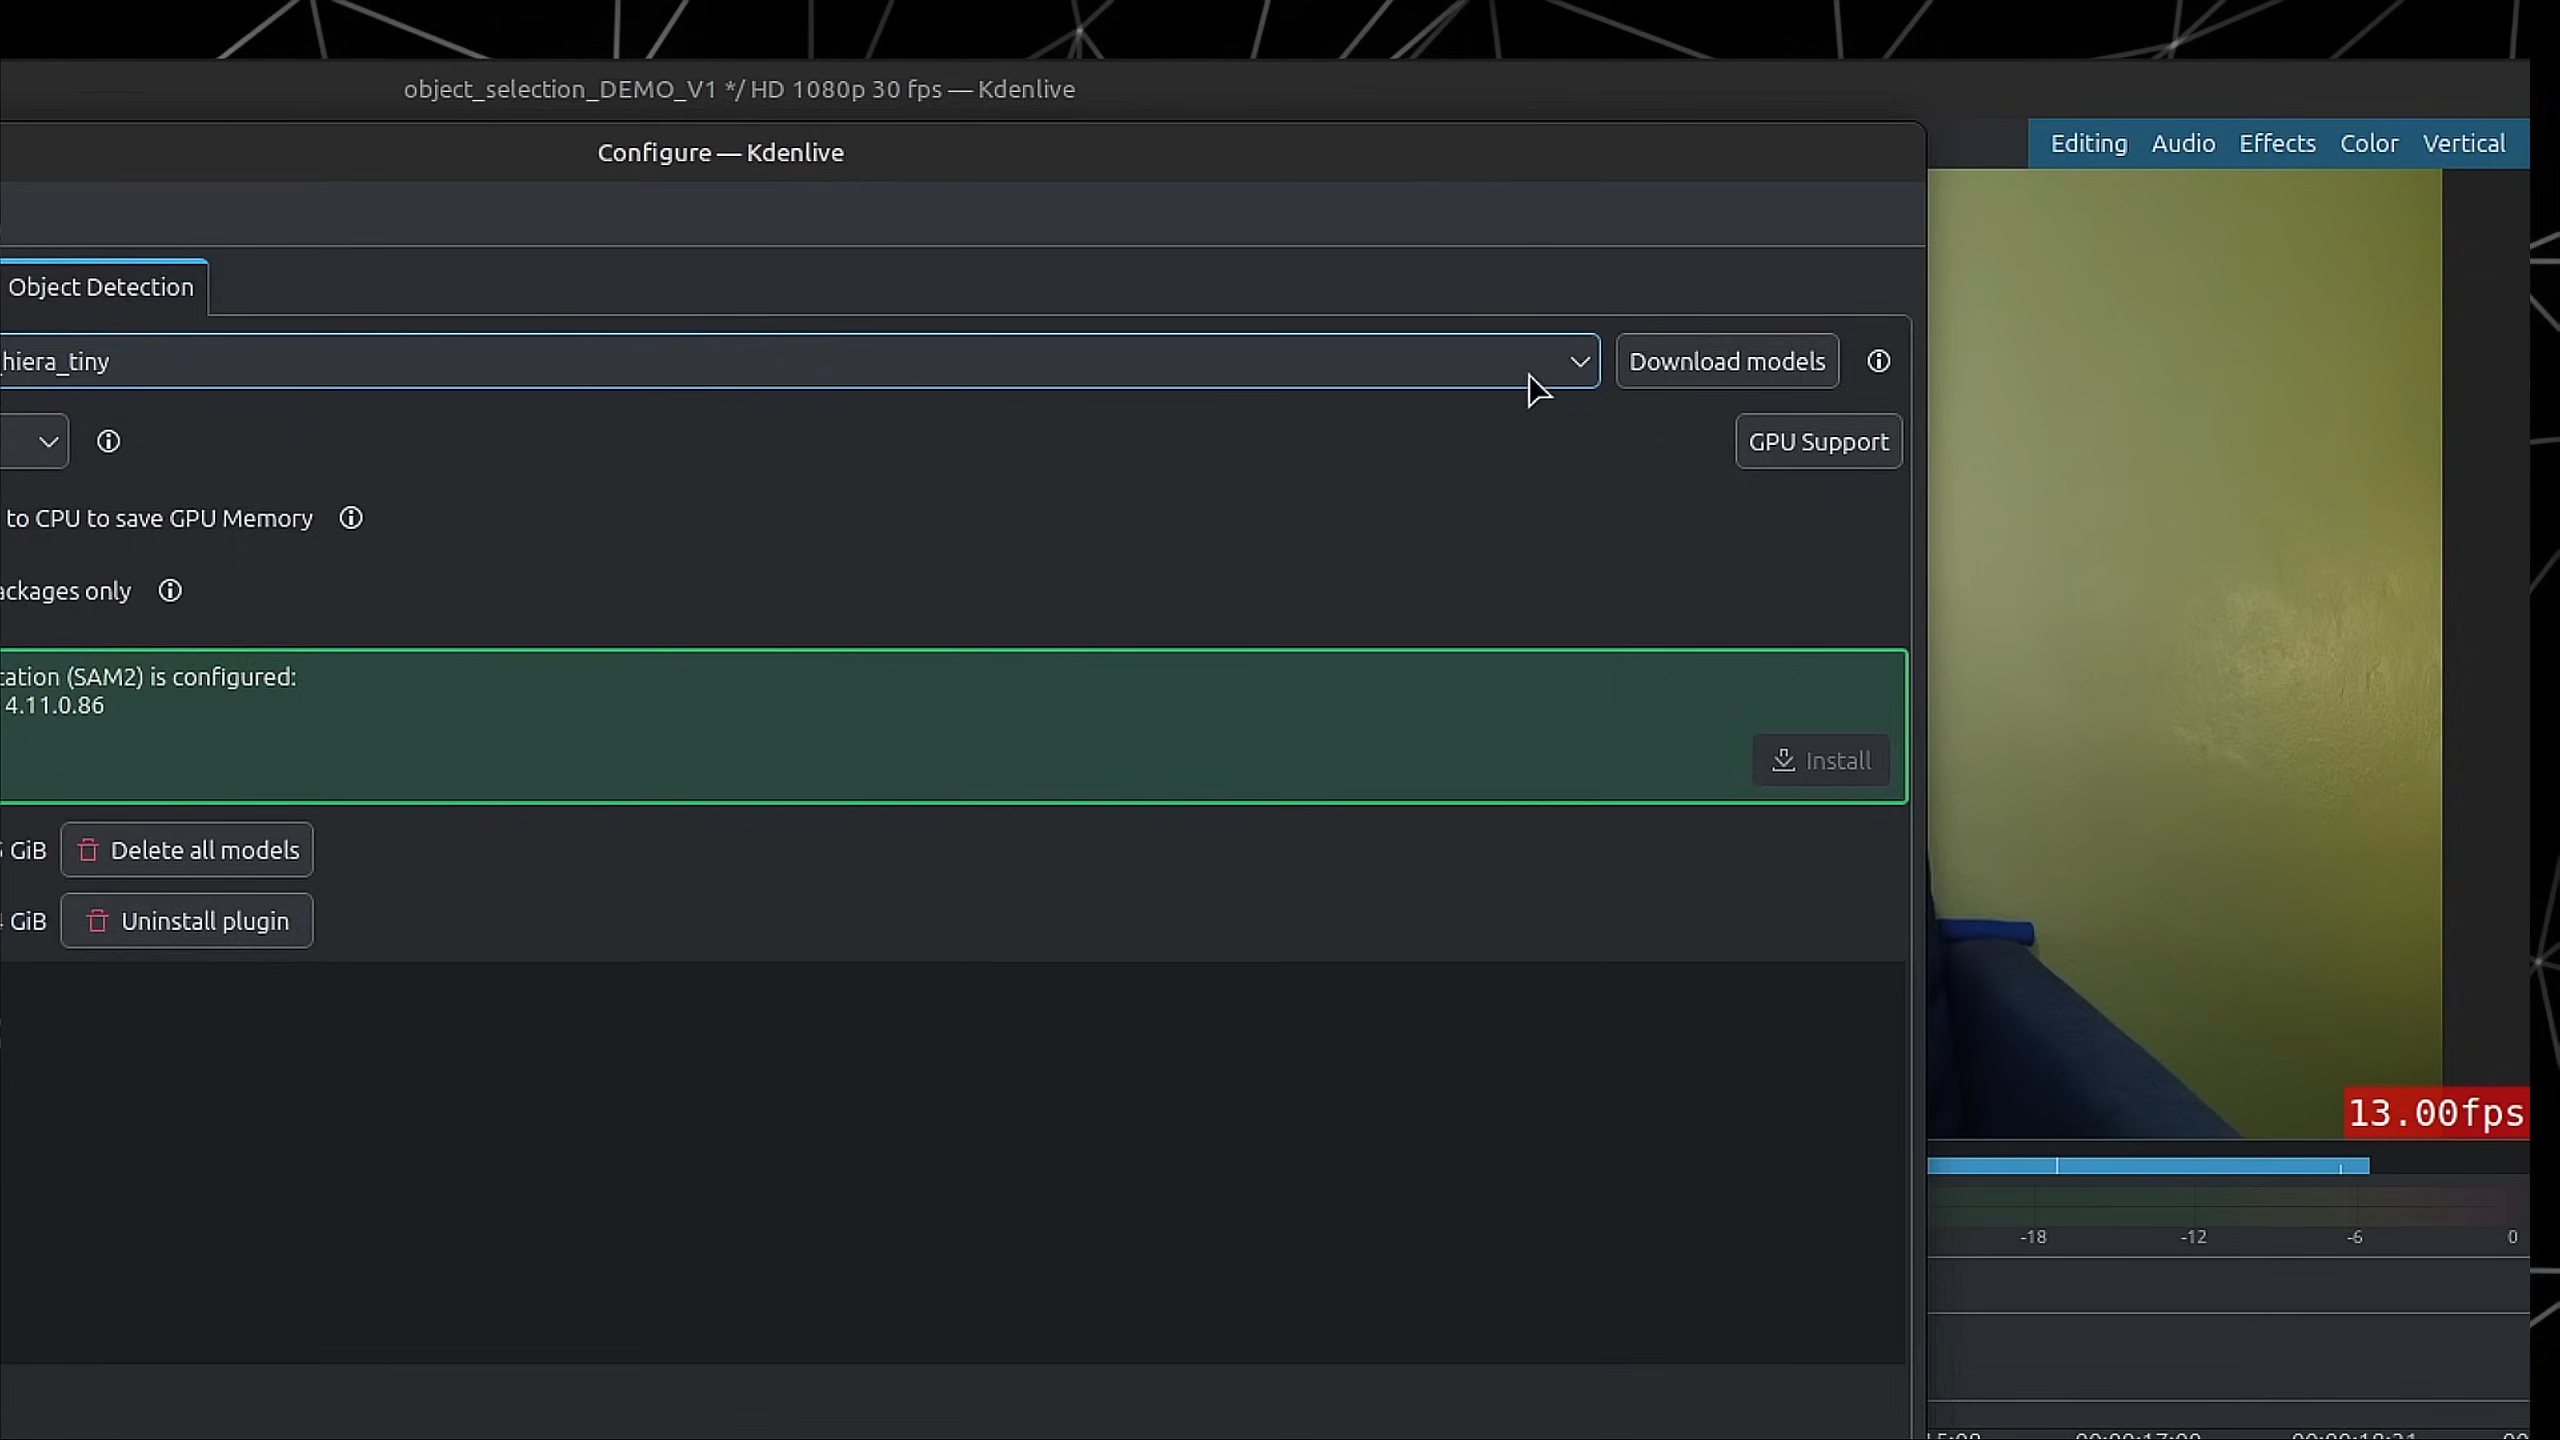 object_selection_DEMO_V1 */ HD 1080p 30 fps — Kdenlive
Configure — Kdenlive
Editing Audio Effects Color Vertical
Object Detection
hiera_tiny
Download models
GPU Support
to CPU to save GPU Memory
ackages only
cation (SAM2) is configured:
4.11.0.86
Install
GiB
Delete all models
GiB
Uninstall plugin
13.00fps
-18 -12 -6 0